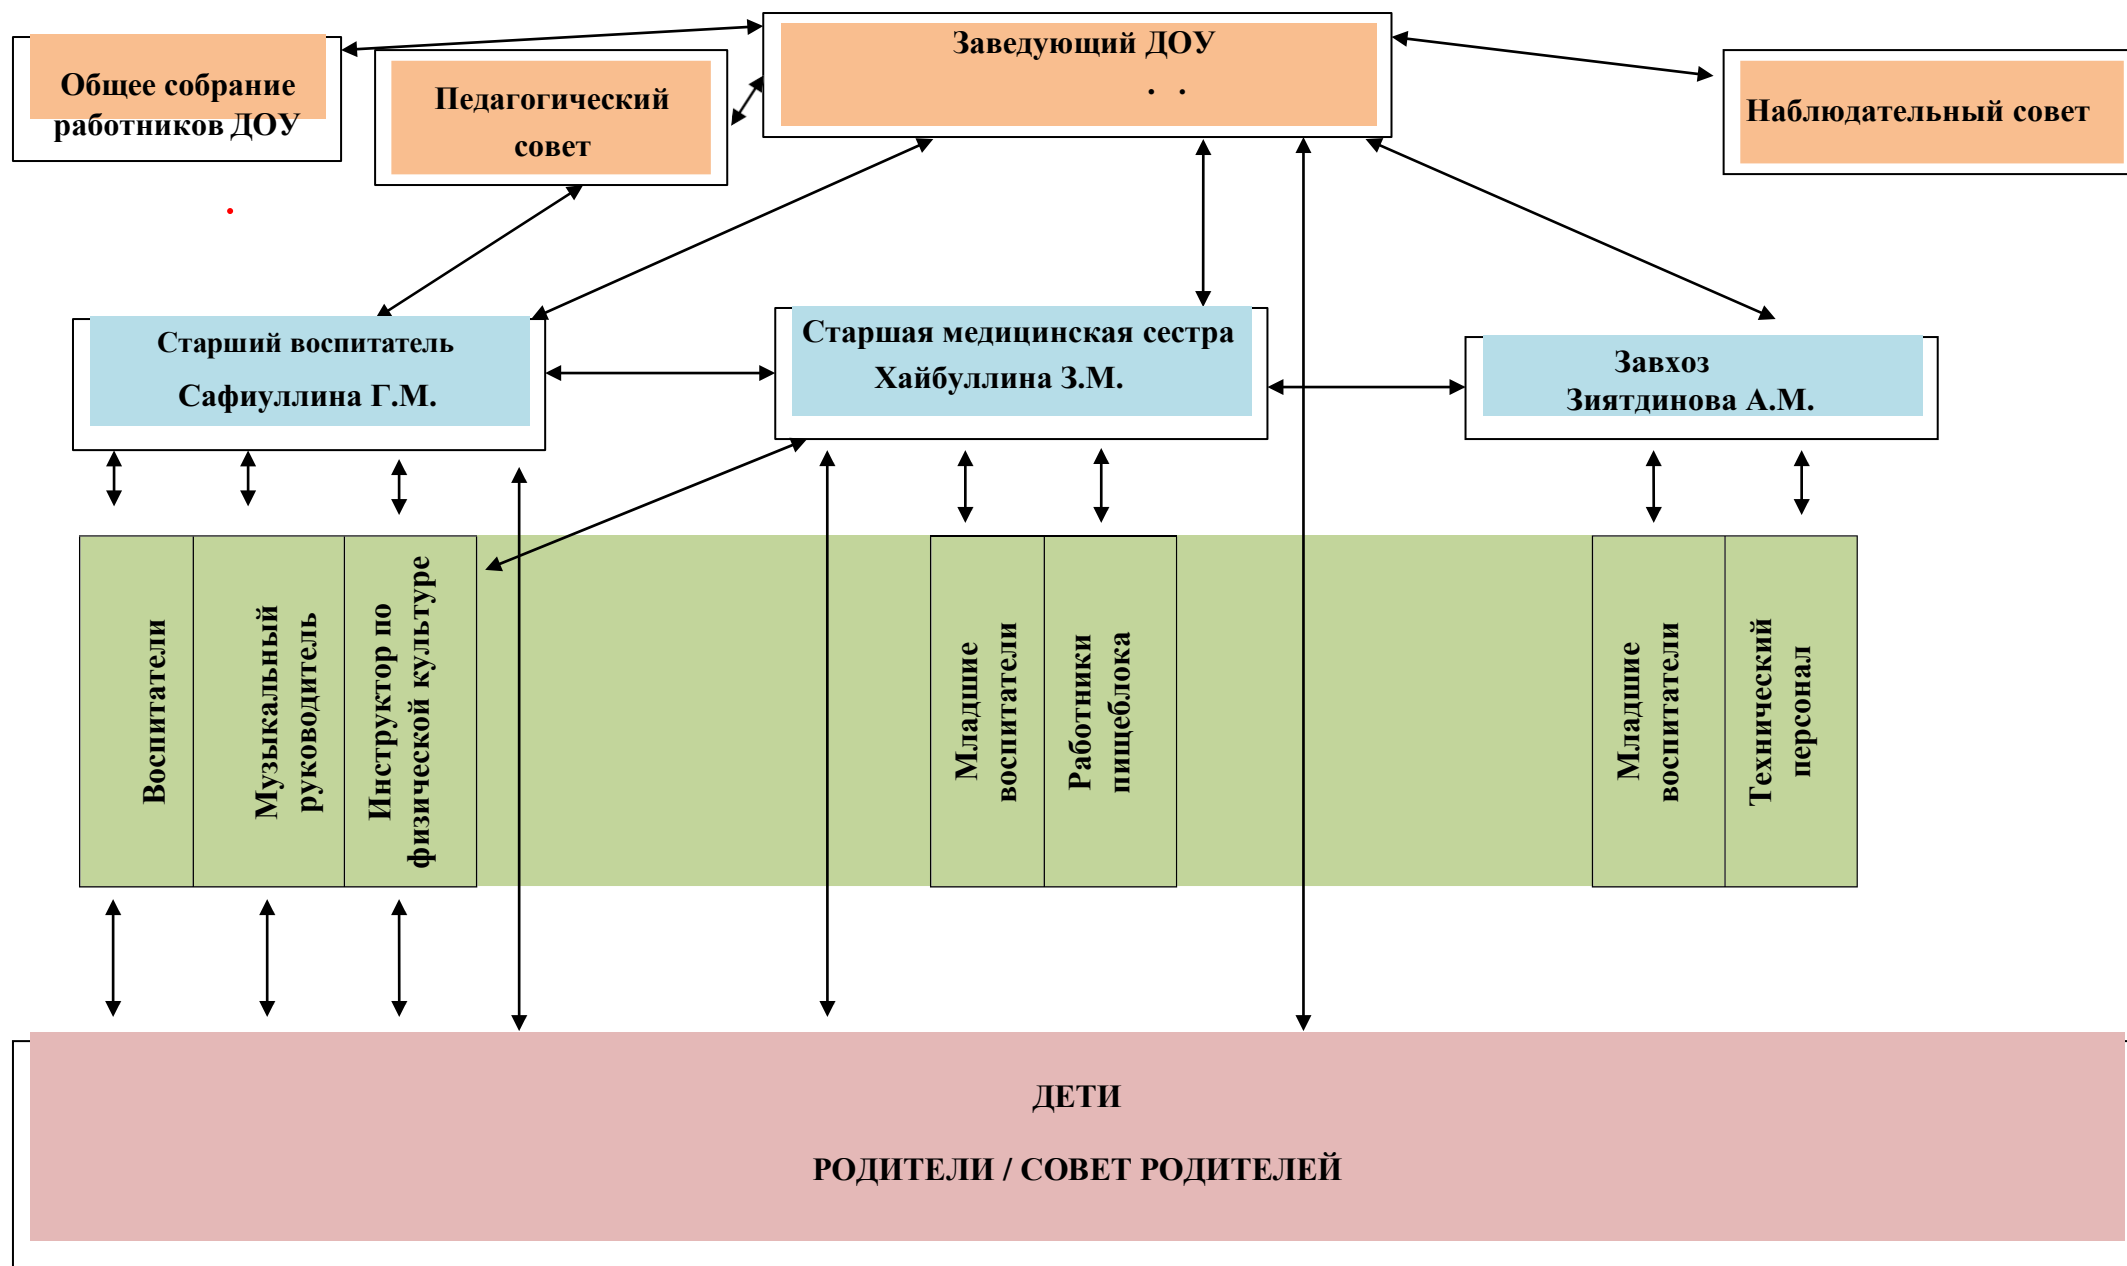 Заведующий ДОУ
. .
Общее собрание
работников ДОУ
Педагогический
совет
Наблюдательный совет
.
Старший воспитатель
Сафиуллина Г.М.
Старшая медицинская сестра
Хайбуллина З.М.
Завхоз
Зиятдинова А.М.
Воспитатели
Музыкальный
руководитель
Инструктор по
физической культуре
Младшие
воспитатели
Работники
пищеблока
Младшие
воспитатели
Технический
персонал
ДЕТИ
РОДИТЕЛИ / СОВЕТ РОДИТЕЛЕЙ